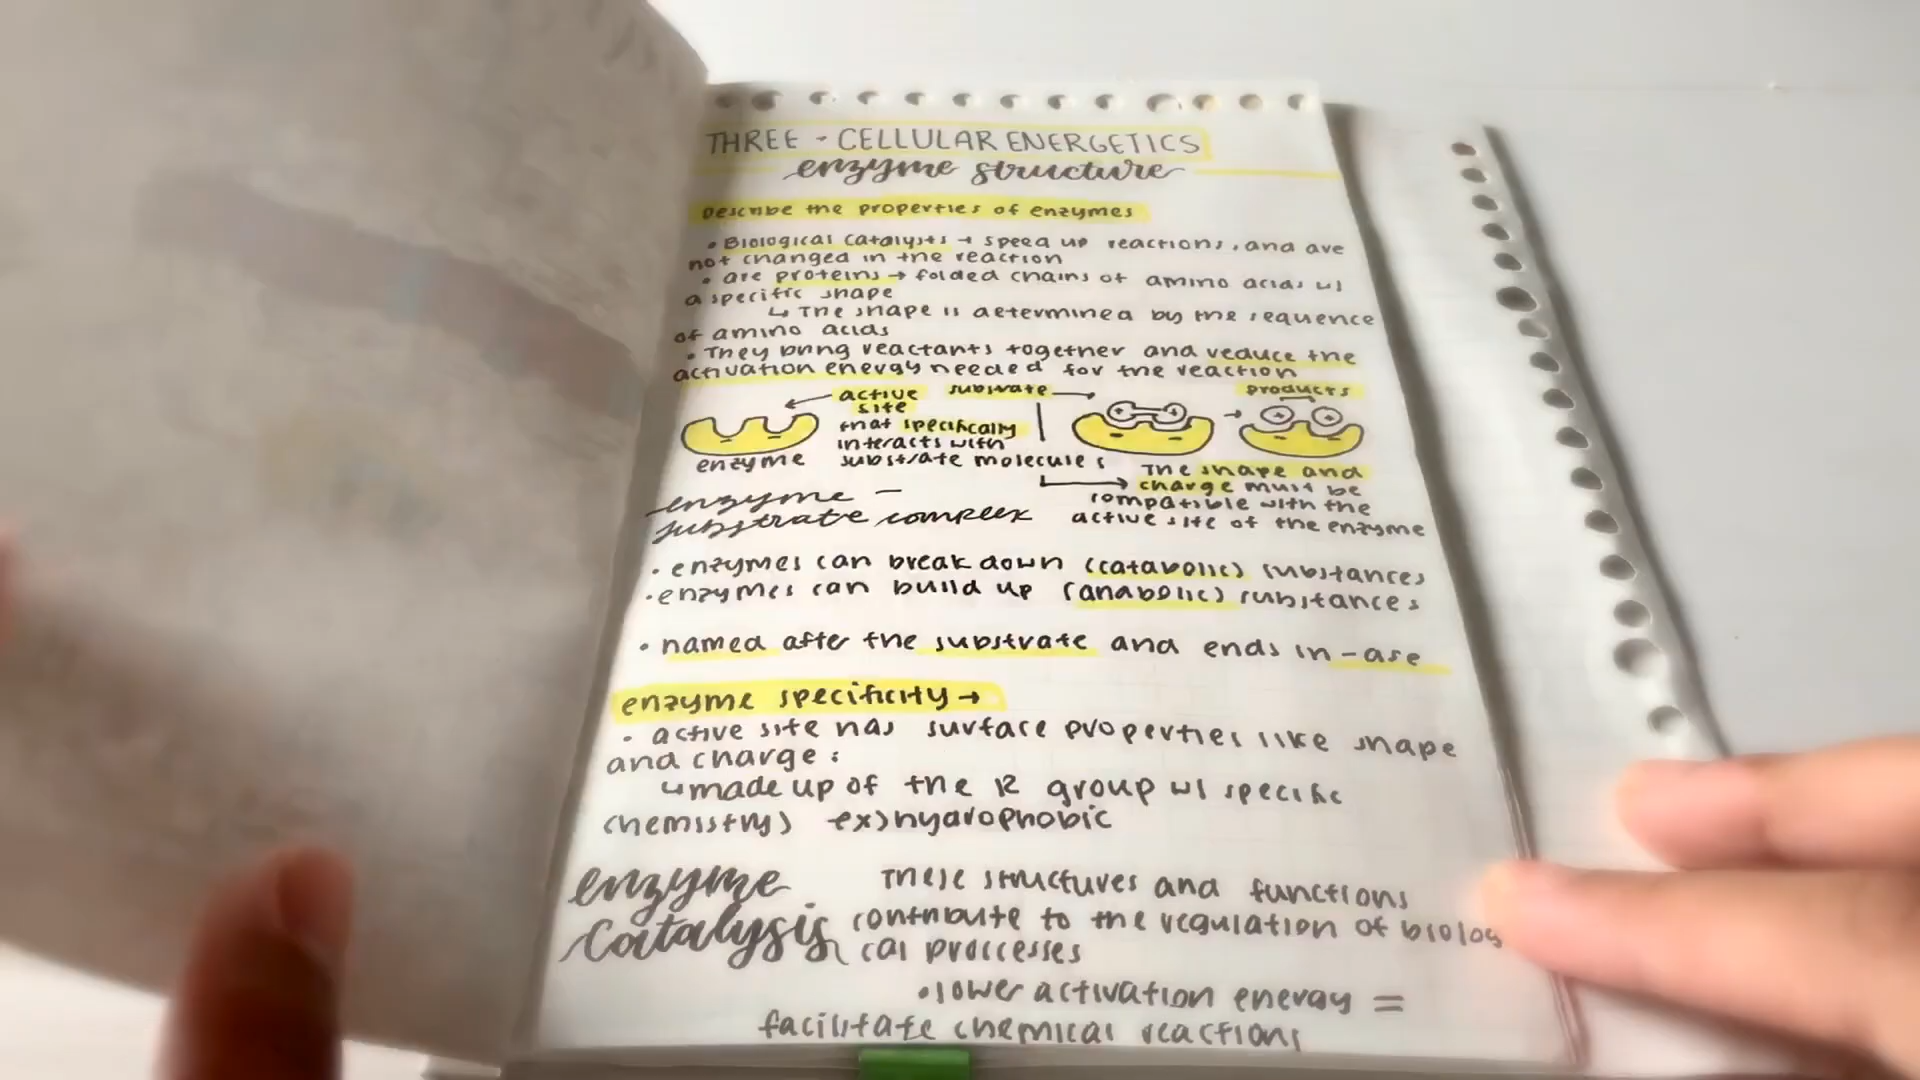 THREE - CELLULAR ENERGETICS
enzyme structure
Describe the properties of enzymes
• Biological catalysts → speed up reactions, and are
not changed in the reaction
• are proteins → folded chains of amino acids w/
a specific shape
↳ The shape is determined by the sequence
of amino acids
• They bring reactants together and reduce the
activation energy needed for the reaction
active
site
that specifically
interacts with
substrate molecules
substrate
products
enzyme
The shape and
charge must be
compatible with the
active site of the enzyme
enzyme -
substrate complex
• enzymes can break down (catabolic) substances
• enzymes can build up (anabolic) substances
• named after the substrate and ends in -ase
enzyme specificity →
• active site has surface properties like shape
and charge:
↳ made up of the R group w/ specific
chemistry) ex) hydrophobic
enzyme
catalysis
These structures and functions
contribute to the regulation of biolog
cal proccesses
• lower activation energy =
facilitate chemical reactions